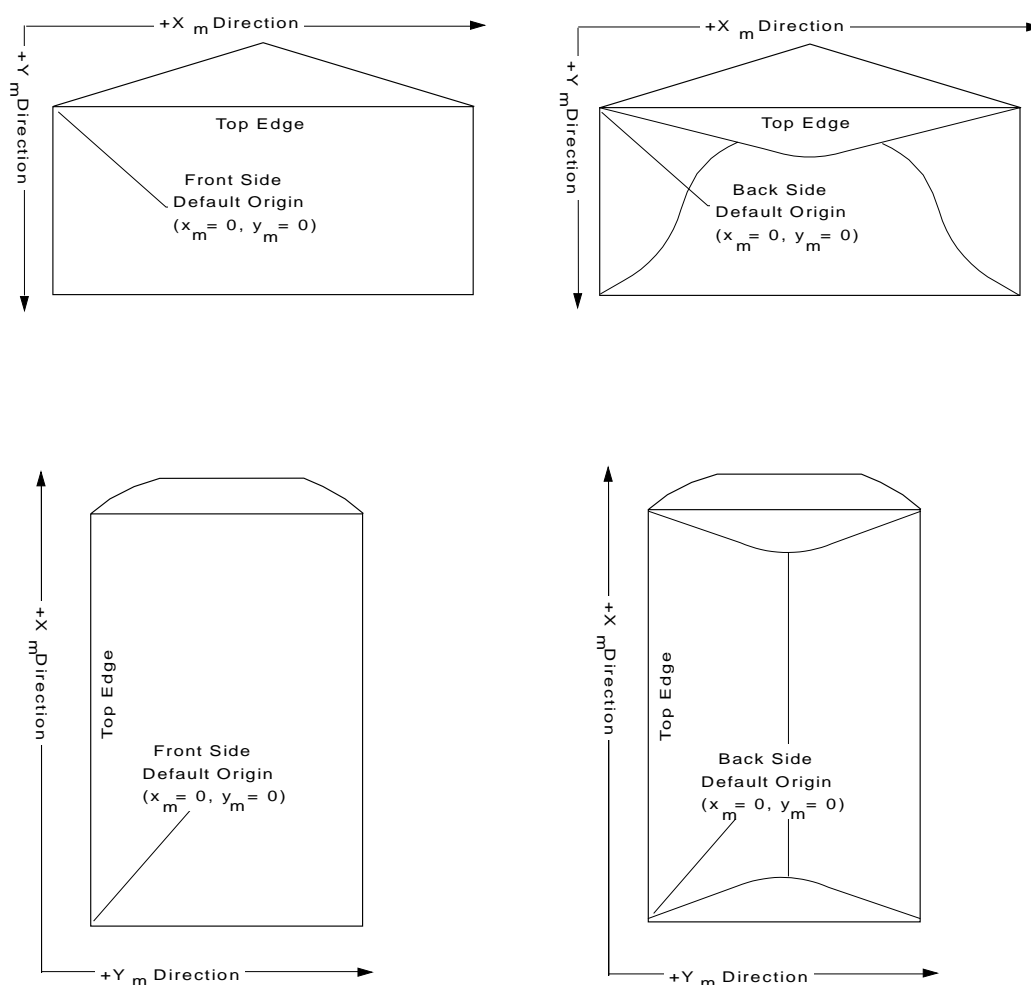 +X m Direction
+Y m Direction
Top Edge
Front Side
Default Origin
(x m = 0, y m = 0)
+X m Direction
+Y m Direction
Top Edge
Back Side
Default Origin
(x m = 0, y m = 0)
+X m Direction
Top Edge
Front Side
Default Origin
(x m = 0, y m = 0)
+Y m Direction
+X m Direction
Top Edge
Back Side
Default Origin
(x m = 0, y m = 0)
+Y m Direction